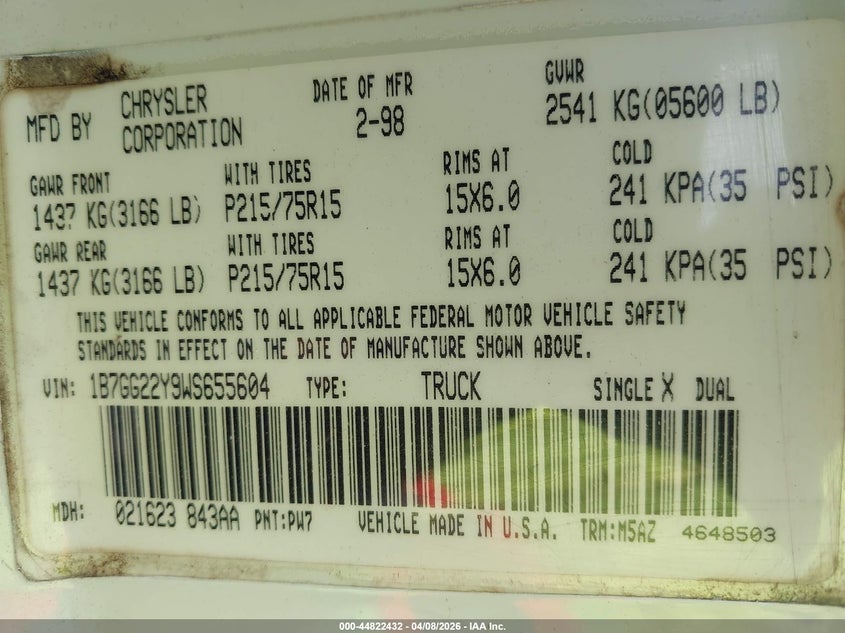 MFD BY CHRYSLER CORPORATION DATE OF MFR 2-98 GVWR 2541 KG(05600 LB)
GAWR FRONT WITH TIRES RIMS AT COLD
1437 KG(3166 LB) P215/75R15 15X6.0 241 KPA(35 PSI)
GAWR REAR WITH TIRES RIMS AT COLD
1437 KG(3166 LB) P215/75R15 15X6.0 241 KPA(35 PSI)
THIS VEHICLE CONFORMS TO ALL APPLICABLE FEDERAL MOTOR VEHICLE SAFETY
STANDARDS IN EFFECT ON THE DATE OF MANUFACTURE SHOWN ABOVE.
VIN: 1B7GG22Y9WS655604 TYPE: TRUCK SINGLE X DUAL
MDH: 021623 843AA PNT:PW7 VEHICLE MADE IN U.S.A. TRM:M5AZ 4648503
000-44822432 - 04/08/2026 - IAA Inc.